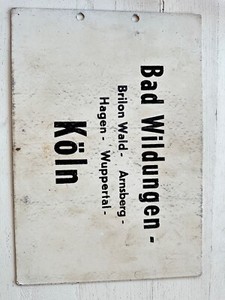 Bad Wildungen -
Brilon Wald - Arnsberg -
Hagen - Wuppertal -
Köln